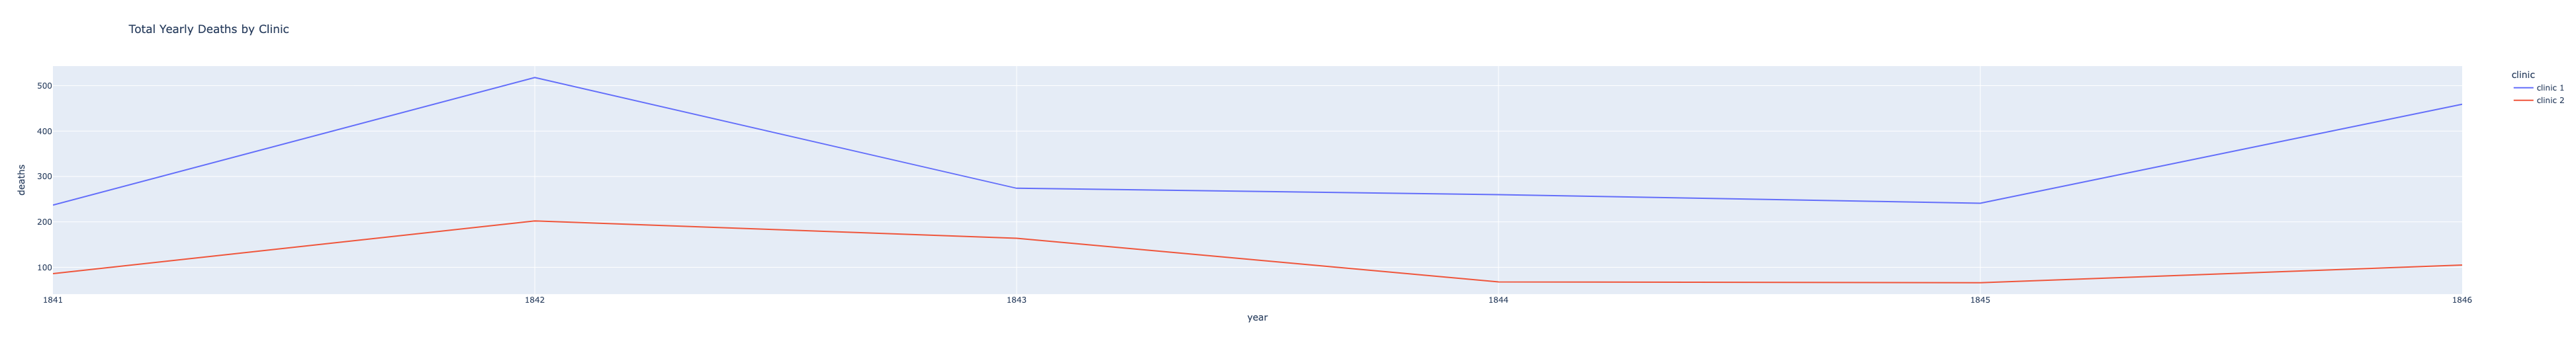 Total Yearly Deaths by Clinic
500
400
300
200
100
deaths
1841 1842 1843 1844 1845 1846
year
clinic
clinic 1
clinic 2